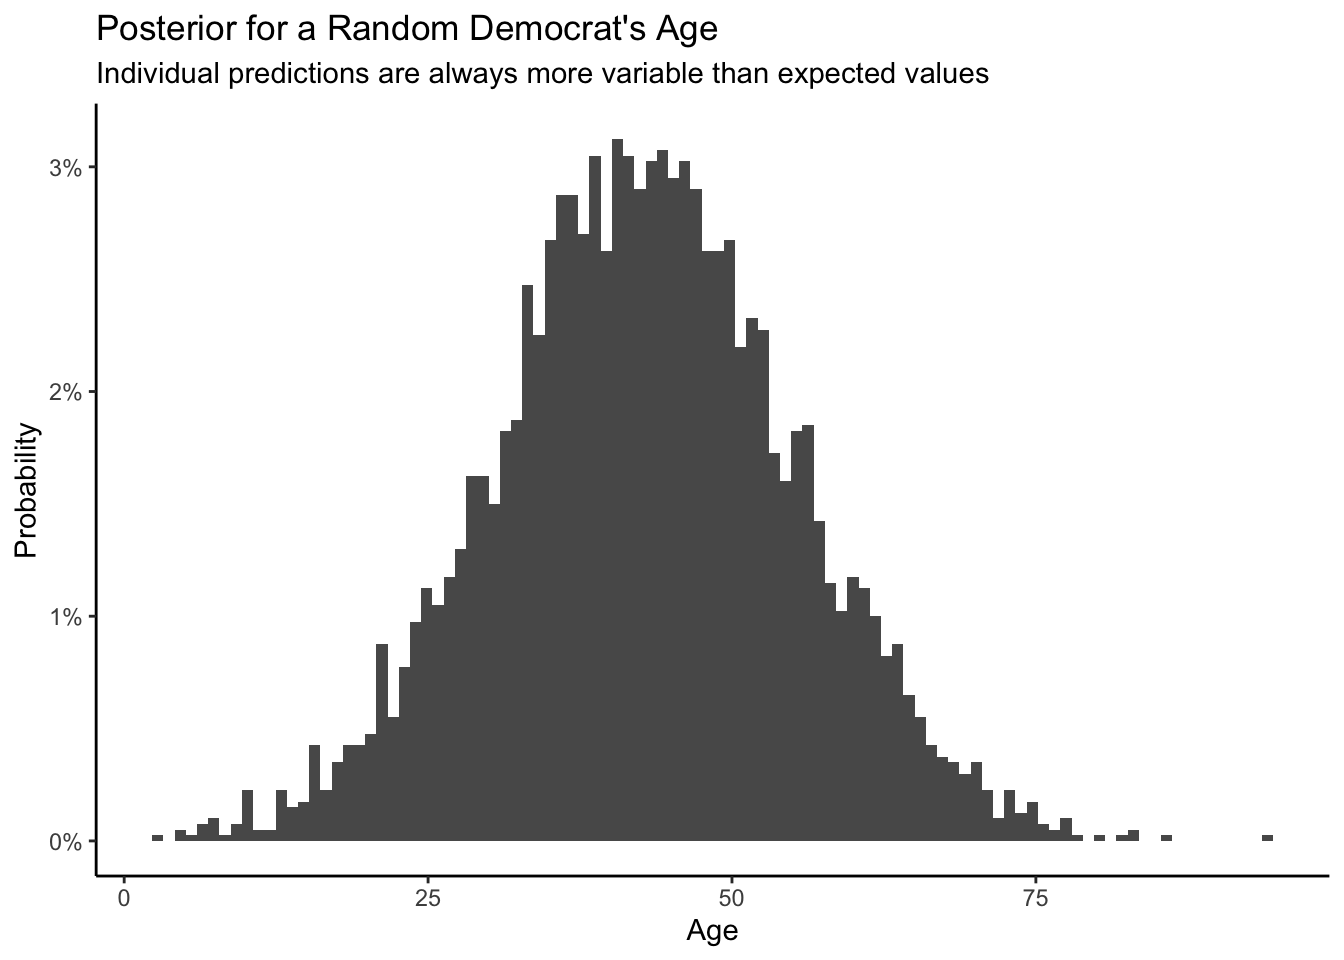 Posterior for a Random Democrat's Age
Individual predictions are always more variable than expected values
3%
2%
1%
0%
Probability
0 25 50 75
Age